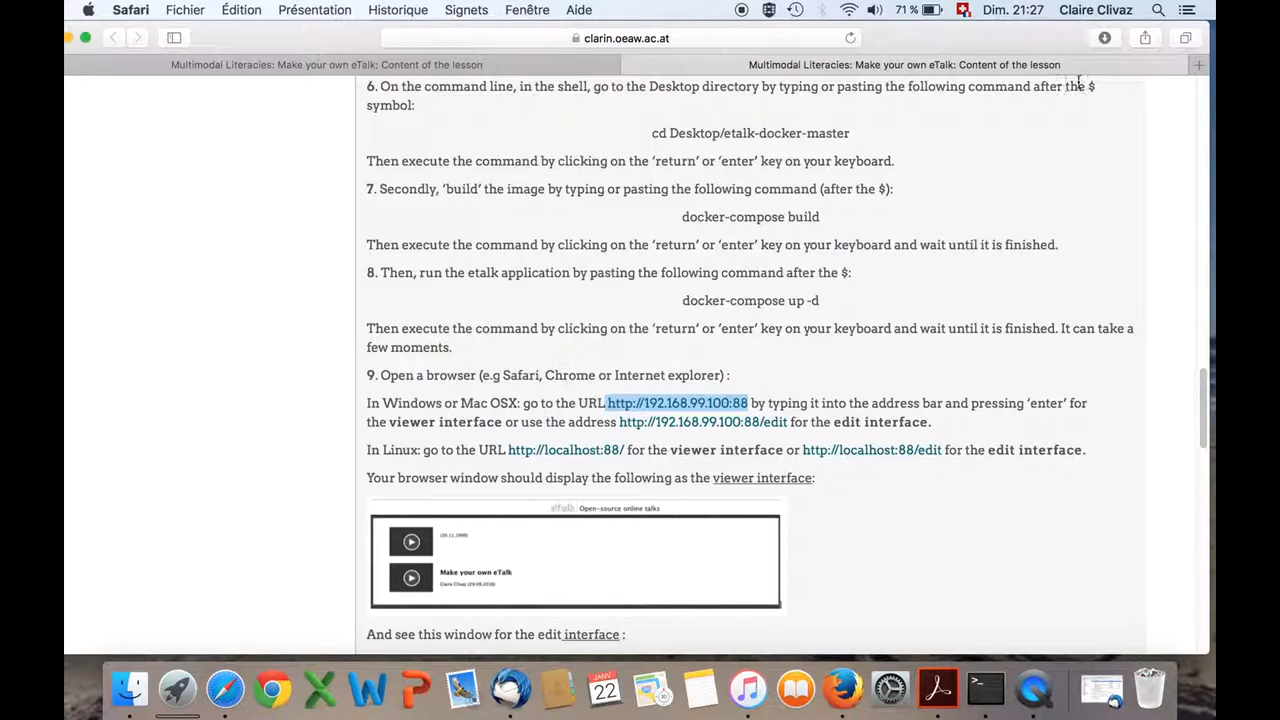 Safari Fichier Édition Présentation Historique Signets Fenêtre Aide 71 % Dim. 21:27 Claire Clivaz
clarin.oeaw.ac.at
Multimodal Literacies: Make your own eTalk: Content of the lesson Multimodal Literacies: Make your own eTalk: Content of the lesson
6. On the command line, in the shell, go to the Desktop directory by typing or pasting the following command after the $
symbol:
cd Desktop/etalk-docker-master
Then execute the command by clicking on the ‘return’ or ‘enter’ key on your keyboard.
7. Secondly, ‘build’ the image by typing or pasting the following command (after the $):
docker-compose build
Then execute the command by clicking on the ‘return’ or ‘enter’ key on your keyboard and wait until it is finished.
8. Then, run the etalk application by pasting the following command after the $:
docker-compose up -d
Then execute the command by clicking on the ‘return’ or ‘enter’ key on your keyboard and wait until it is finished. It can take a
few moments.
9. Open a browser (e.g Safari, Chrome or Internet explorer) :
In Windows or Mac OSX: go to the URL http://192.168.99.100:88 by typing it into the address bar and pressing ‘enter’ for
the viewer interface or use the address http://192.168.99.100:88/edit for the edit interface.
In Linux: go to the URL http://localhost:88/ for the viewer interface or http://localhost:88/edit for the edit interface.
Your browser window should display the following as the viewer interface:
eTalk Open-source online talks
Make your own eTalk
And see this window for the edit interface :
JANV.
22